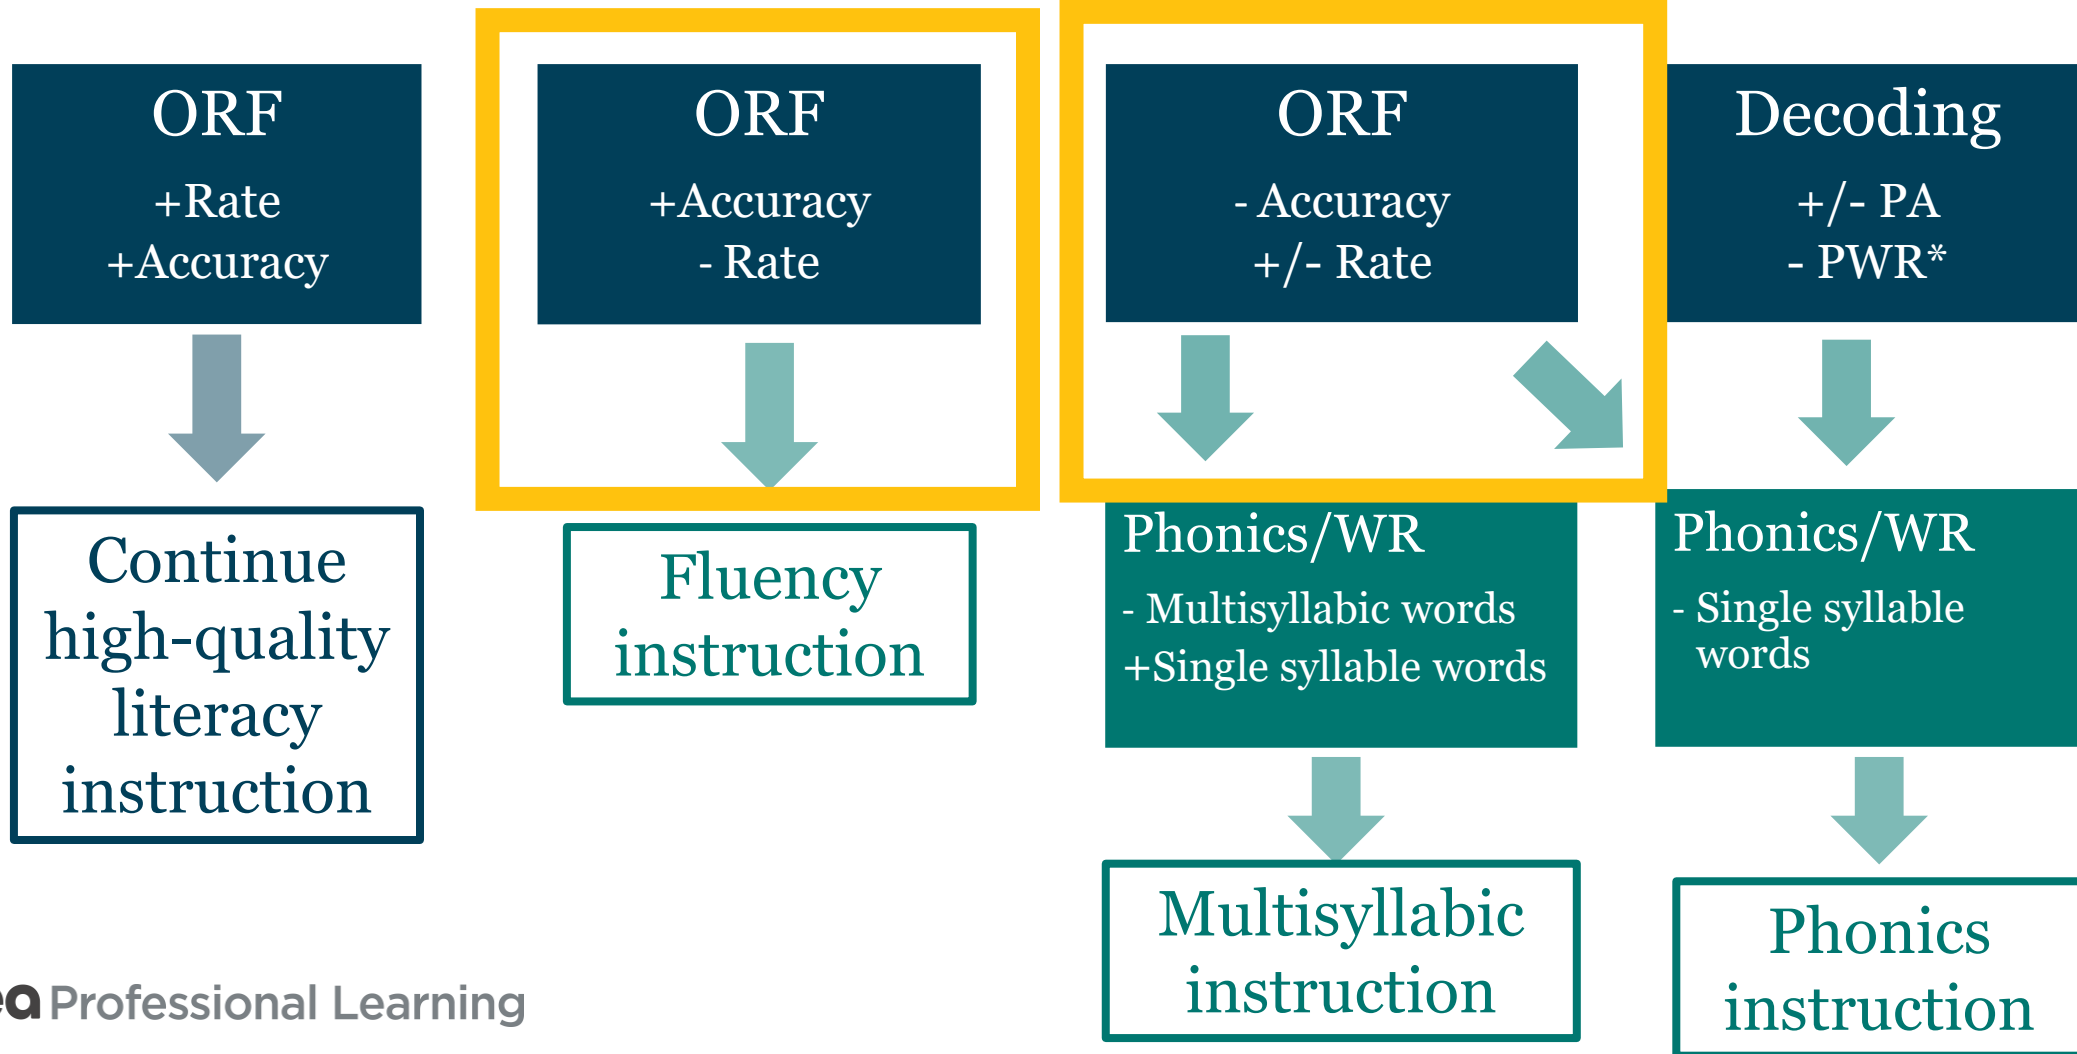 ORF
+Rate
+Accuracy
Continue
high-quality
literacy
instruction
ORF
+Accuracy
- Rate
Fluency
instruction
ORF
- Accuracy
+/- Rate
Phonics/WR
- Multisyllabic words
+Single syllable words
Multisyllabic
instruction
Decoding
+/- PA
- PWR*
Phonics/WR
- Single syllable
words
Phonics
instruction
Professional Learning